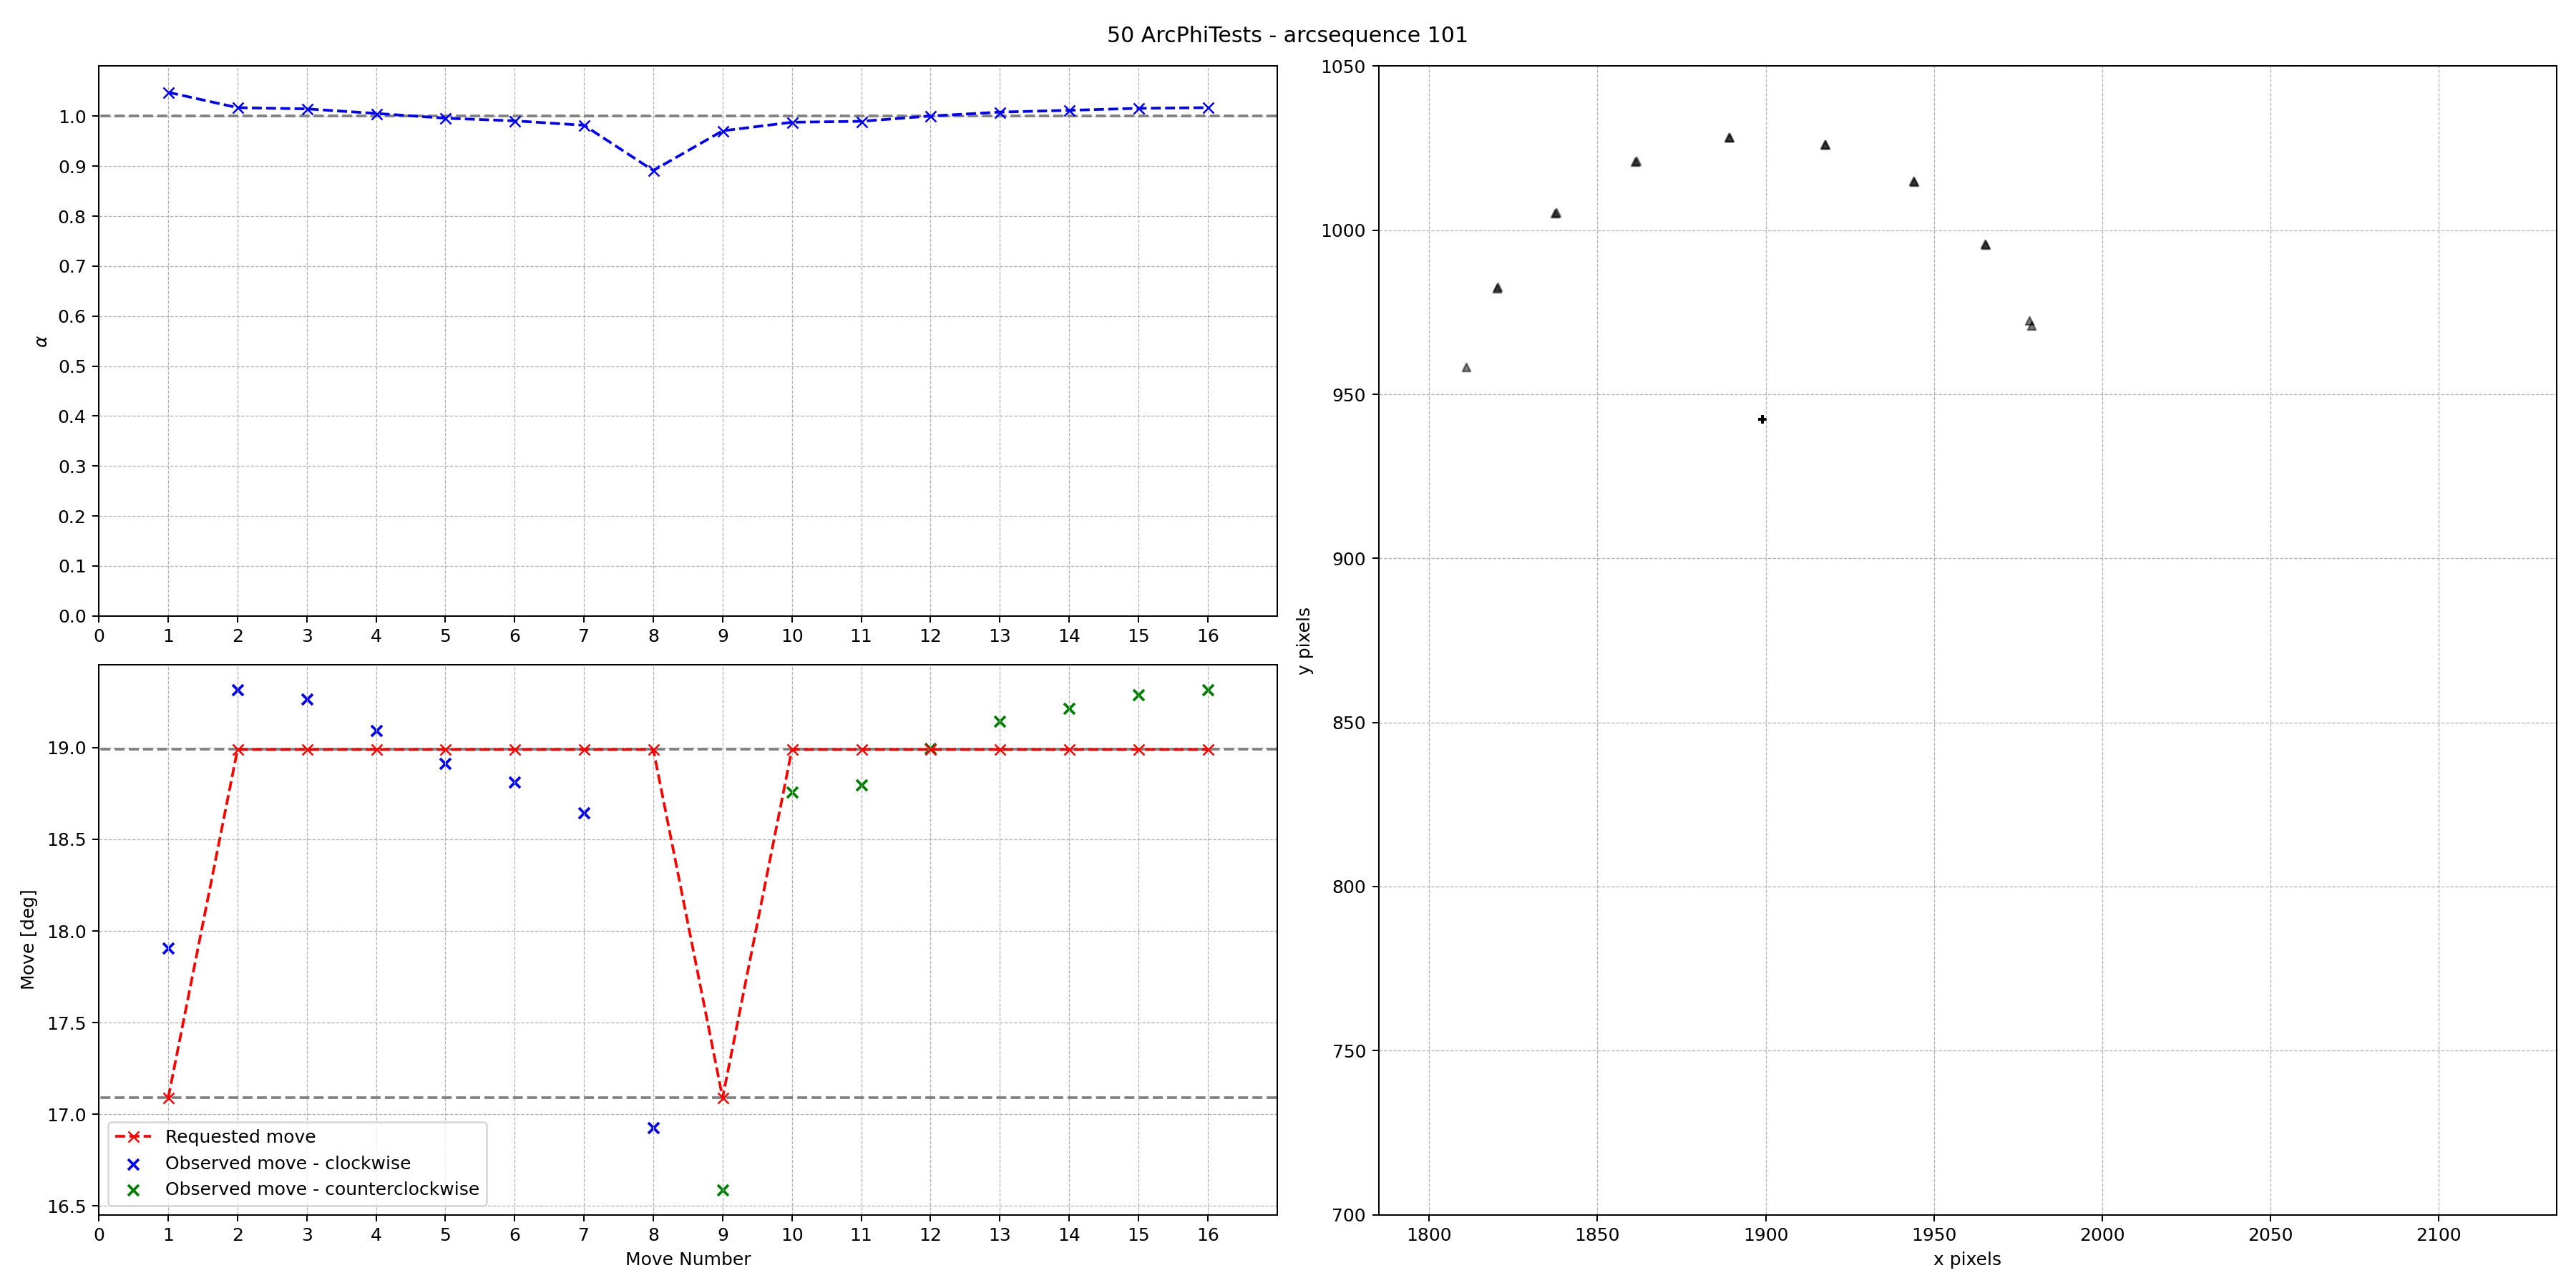 50 ArcPhiTests - arcsequence 101
1.0
0.9
0.8
0.7
0.6
0.5
0.4
0.3
0.2
0.1
0.0
α
0 1 2 3 4 5 6 7 8 9 10 11 12 13 14 15 16
19.0
18.5
18.0
17.5
17.0
16.5
Move [deg]
Requested move
Observed move - clockwise
Observed move - counterclockwise
0 1 2 3 4 5 6 7 8 9 10 11 12 13 14 15 16
Move Number
1050
1000
950
900
850
800
750
700
y pixels
1800 1850 1900 1950 2000 2050 2100
x pixels